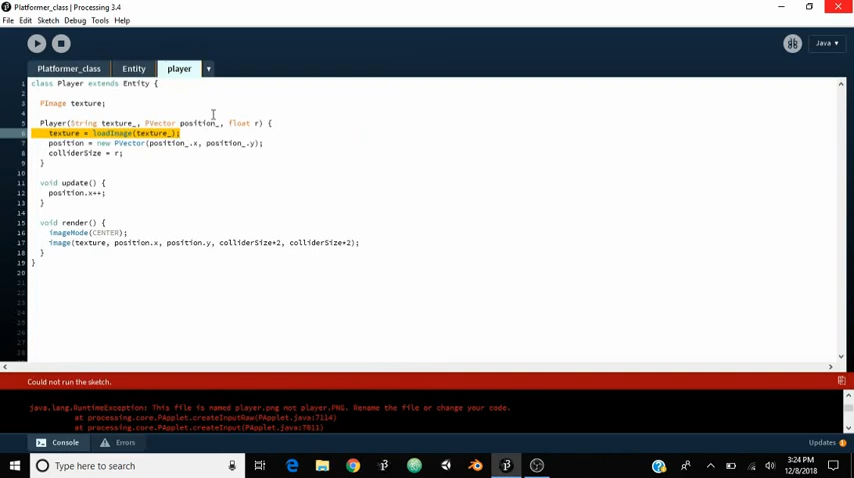 Platformer_class | Processing 3.4
File Edit Sketch Debug Tools Help
Java ▾
Platformer_class Entity player ▾
1 class Player extends Entity {
2
3 PImage texture;
4
5 Player(String texture_, PVector position_, float r) {
6 texture = loadImage(texture_);
7 position = new PVector(position_.x, position_.y);
8 colliderSize = r;
9 }
10
11 void update() {
12 position.x++;
13 }
14
15 void render() {
16 imageMode(CENTER);
17 image(texture, position.x, position.y, colliderSize*2, colliderSize*2);
18 }
19 }
20
21
22
23
24
25
26
27
28
Could not run the sketch.
java.lang.RuntimeException: This file is named player.png not player.PNG. Rename the file or change your code.
at processing.core.PApplet.createInputRaw(PApplet.java:7114)
at processing.core.PApplet.createInput(PApplet.java:7011)
Console Errors
Updates
Type here to search
3:24 PM
12/8/2018